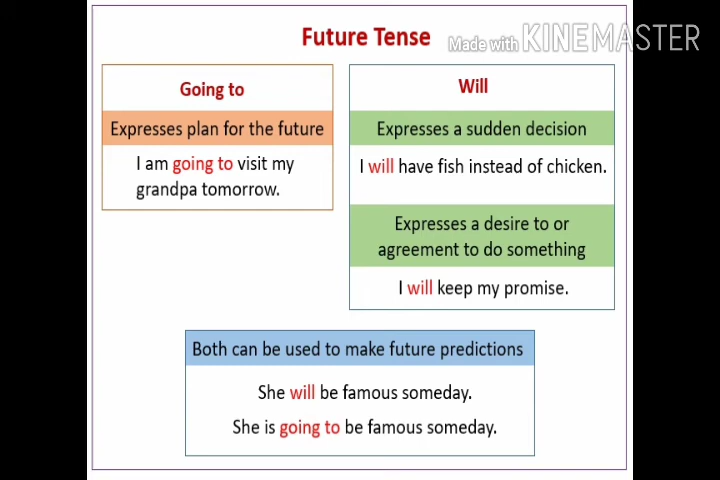 Future Tense
Made with KINEMASTER
Going to
Expresses plan for the future
I am going to visit my
grandpa tomorrow.
Will
Expresses a sudden decision
I will have fish instead of chicken.
Expresses a desire to or
agreement to do something
I will keep my promise.
Both can be used to make future predictions
She will be famous someday.
She is going to be famous someday.